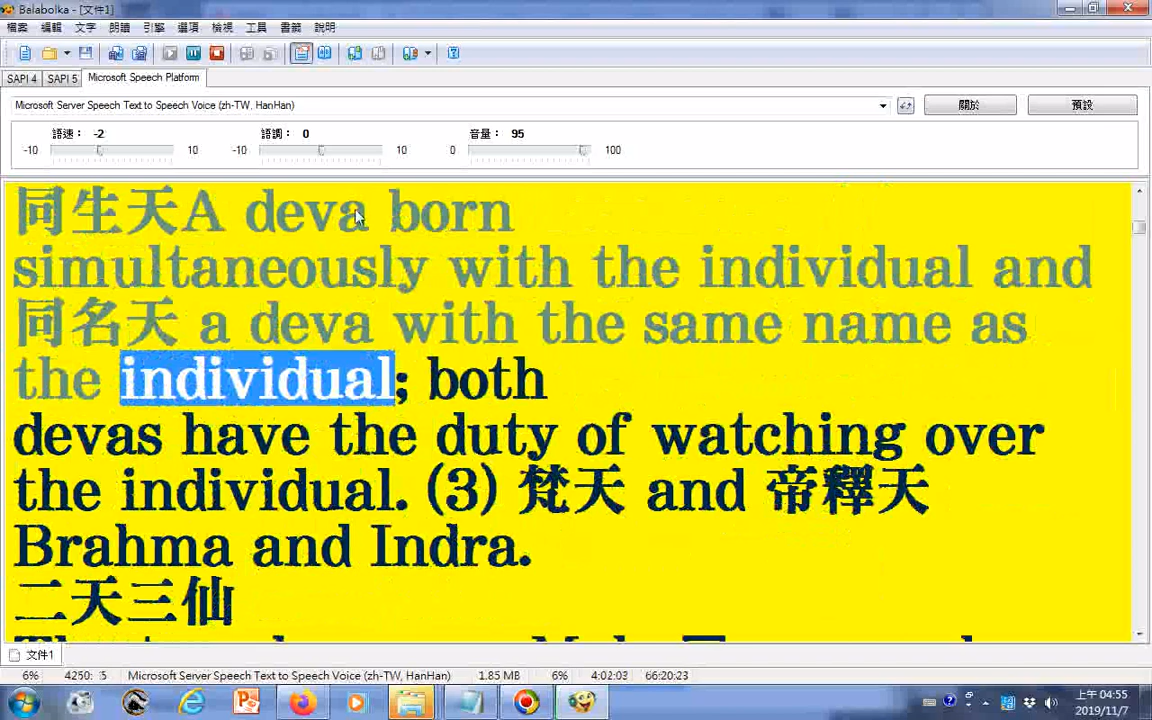 Balabolka - [文件1]
檔案 編輯 文字 朗讀 引擎 選項 檢視 工具 書籤 說明
SAPI 4 SAPI 5 Microsoft Speech Platform
Microsoft Server Speech Text to Speech Voice (zh-TW, HanHan) 關於 預設
語速： -2 語調： 0 音量： 95
-10 10 -10 10 0 100
同生天A deva born
simultaneously with the individual and
同名天 a deva with the same name as
the individual; both
devas have the duty of watching over
the individual. (3) 梵天 and 帝釋天
Brahma and Indra.
二天三仙
文件1
6% 4250: Microsoft Server Speech Text to Speech Voice (zh-TW, HanHan) 1.85 MB 6% 4:02:03 66:20:23
上午 04:55
2019/11/7